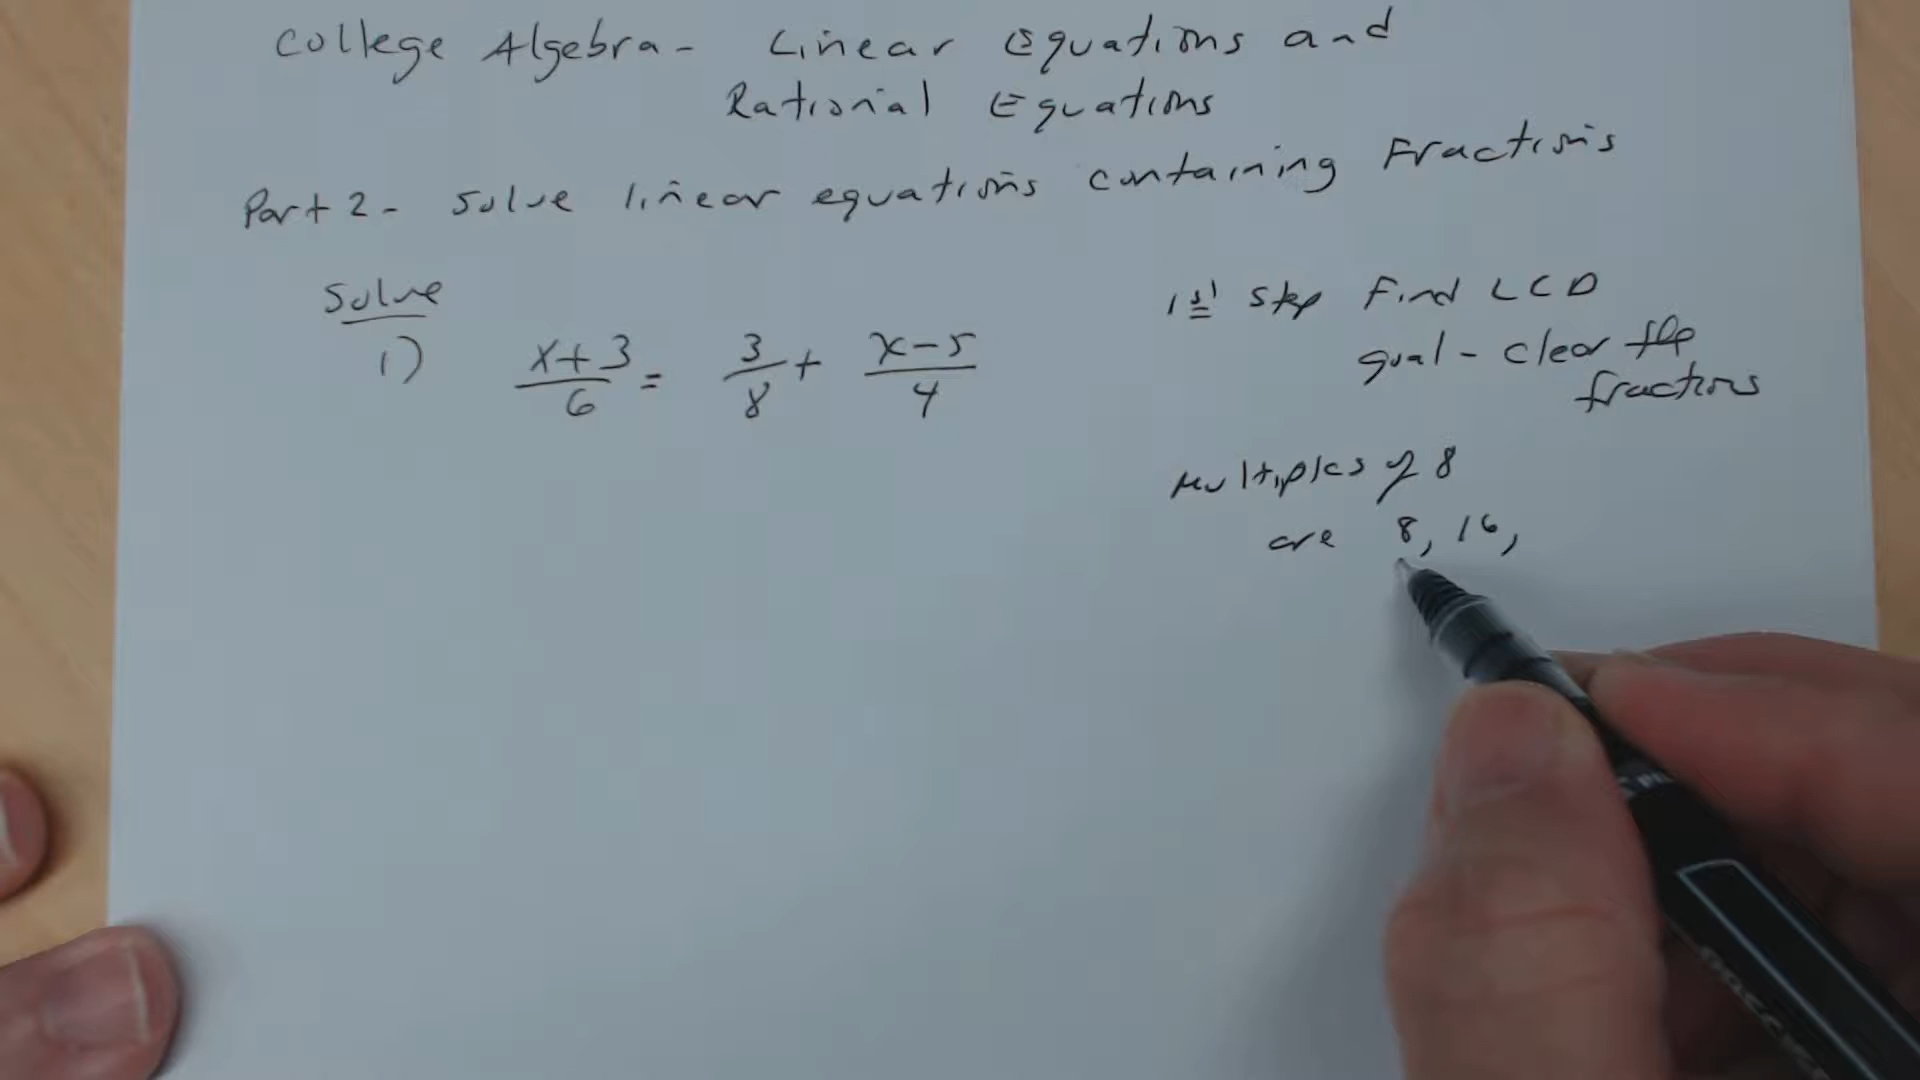 College Algebra - Linear Equations and
Rational Equations
Part 2 - Solve linear equations containing Fractions
Solve
1) x+3/6 = 3/8 + x-5/4
1st Step Find LCD
goal - clear the
fractions
Multiples of 8
are 8, 16,